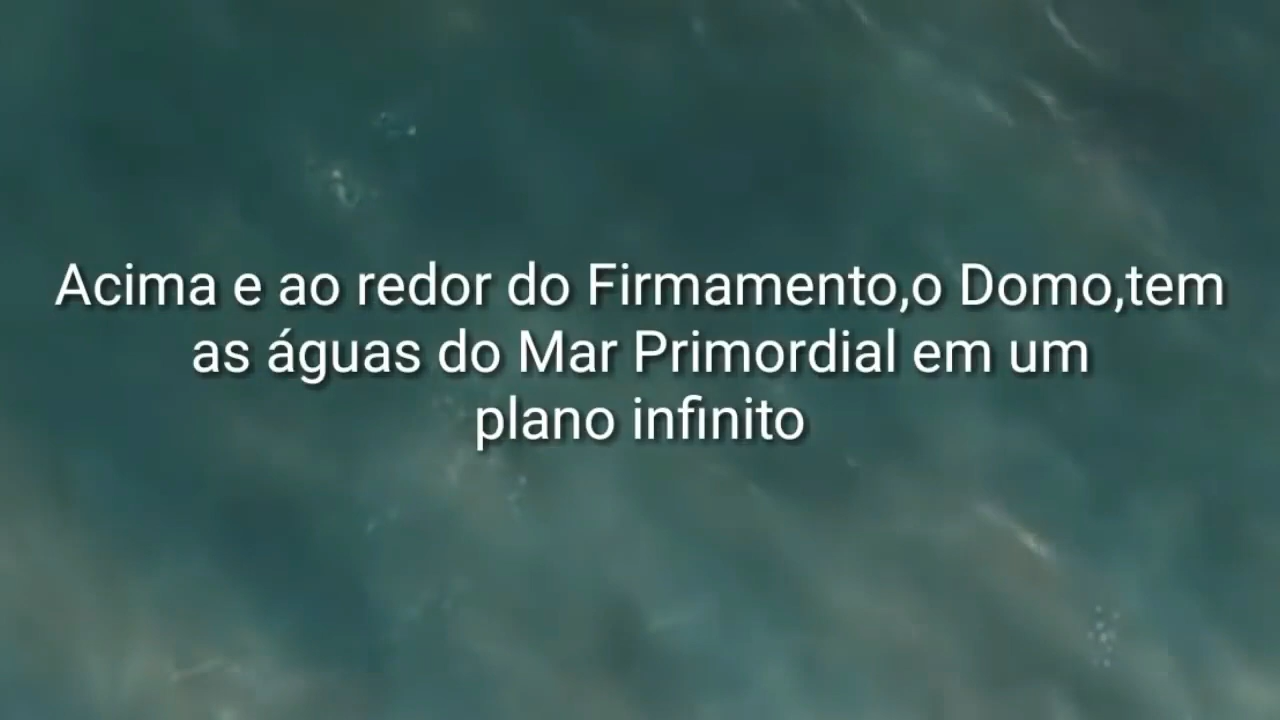 Acima e ao redor do Firmamento,o Domo,tem
as águas do Mar Primordial em um
plano infinito